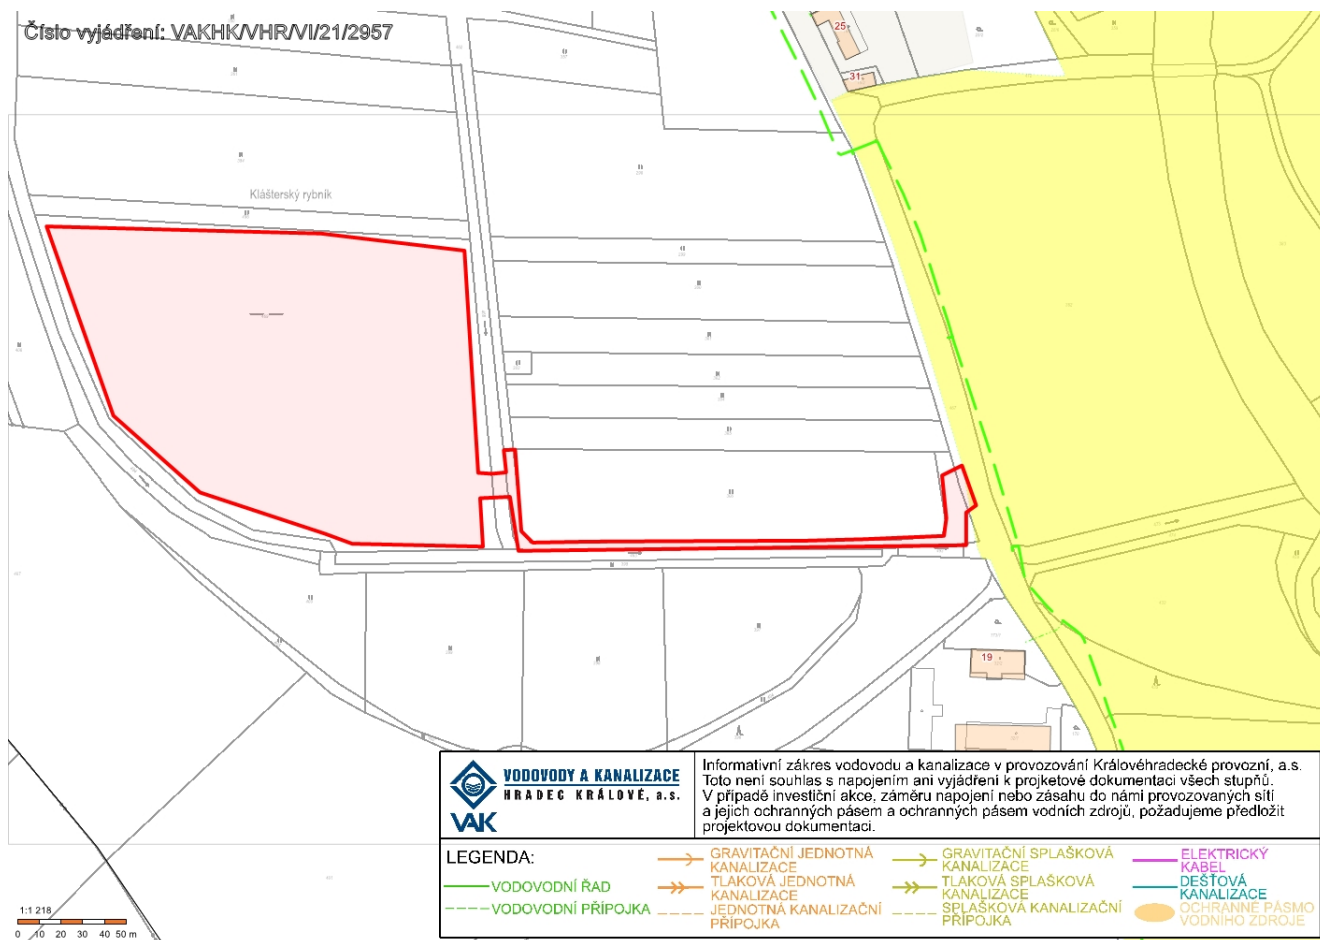 Číslo vyjádření: VAKHK/VHR/VI/21/2957
25
31
Klášterský rybník
19
VODOVODY A KANALIZACE
HRADEC KRÁLOVÉ, a.s.
VAK
Informativní zákres vodovodu a kanalizace v provozování Královéhradecké provozní, a.s.
Toto není souhlas s napojením ani vyjádření k projketové dokumentaci všech stupňů.
V případě investiční akce, záměru napojení nebo zásahu do námi provozovaných sítí
a jejich ochranných pásem a ochranných pásem vodních zdrojů, požadujeme předložit
projektovou dokumentaci.
LEGENDA:
VODOVODNÍ ŘAD
VODOVODNÍ PŘÍPOJKA
GRAVITAČNÍ JEDNOTNÁ
KANALIZACE
TLAKOVÁ JEDNOTNÁ
KANALIZACE
JEDNOTNÁ KANALIZAČNÍ
PŘÍPOJKA
GRAVITAČNÍ SPLAŠKOVÁ
KANALIZACE
TLAKOVÁ SPLAŠKOVÁ
KANALIZACE
SPLAŠKOVÁ KANALIZAČNÍ
PŘÍPOJKA
ELEKTRICKÝ
KABEL
DEŠŤOVÁ
KANALIZACE
OCHRANNÉ PÁSMO
VODNÍHO ZDROJE
1:1 218
0 10 20 30 40 50 m